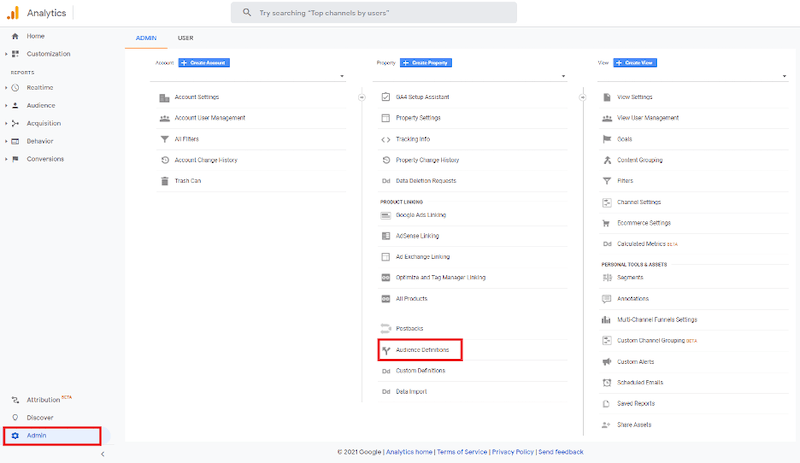 Analytics
Try searching "Top channels by users"
Home
Customization
REPORTS
Realtime
Audience
Acquisition
Behavior
Conversions
Attribution BETA
Discover
Admin
ADMIN USER
Account + Create Account
Account Settings
Account User Management
All Filters
Account Change History
Trash Can
Property + Create Property
GA4 Setup Assistant
Property Settings
<> Tracking Info
Property Change History
Dd Data Deletion Requests
PRODUCT LINKING
Google Ads Linking
AdSense Linking
Ad Exchange Linking
Optimize and Tag Manager Linking
All Products
Postbacks
Audience Definitions
Dd Custom Definitions
Dd Data Import
View + Create View
View Settings
View User Management
Goals
Content Grouping
Filters
Channel Settings
Ecommerce Settings
Dd Calculated Metrics BETA
PERSONAL TOOLS & ASSETS
Segments
Annotations
Multi-Channel Funnels Settings
Custom Channel Grouping BETA
Custom Alerts
Scheduled Emails
Saved Reports
Share Assets
© 2021 Google | Analytics home | Terms of Service | Privacy Policy | Send feedback